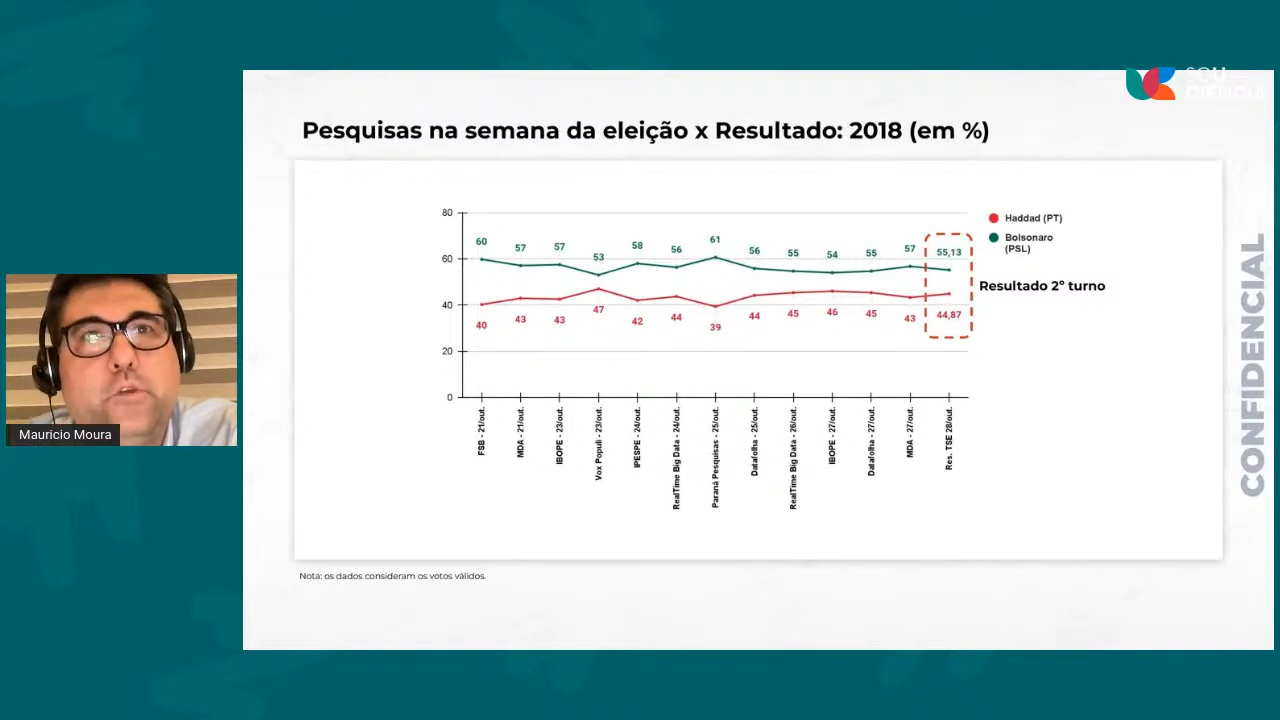 SOU
CIÊNCIA
Pesquisas na semana da eleição x Resultado: 2018 (em %)
80
60
40
20
0
60
57
57
53
58
56
61
56
55
54
55
57
55,13
40
43
43
47
42
44
39
44
45
46
45
43
44,87
Haddad (PT)
Bolsonaro
(PSL)
Resultado 2º turno
FSB - 21/out.
MDA - 21/out.
IBOPE - 23/out.
Vox Populi - 23/out.
IPESPE - 24/out.
RealTime Big Data - 24/out.
Paraná Pesquisas - 25/out.
Datafolha - 25/out.
RealTime Big Data - 26/out.
IBOPE - 27/out.
Datafolha - 27/out.
MDA - 27/out.
Res. TSE 28/out.
CONFIDENCIAL
Mauricio Moura
Nota: os dados consideram os votos válidos.